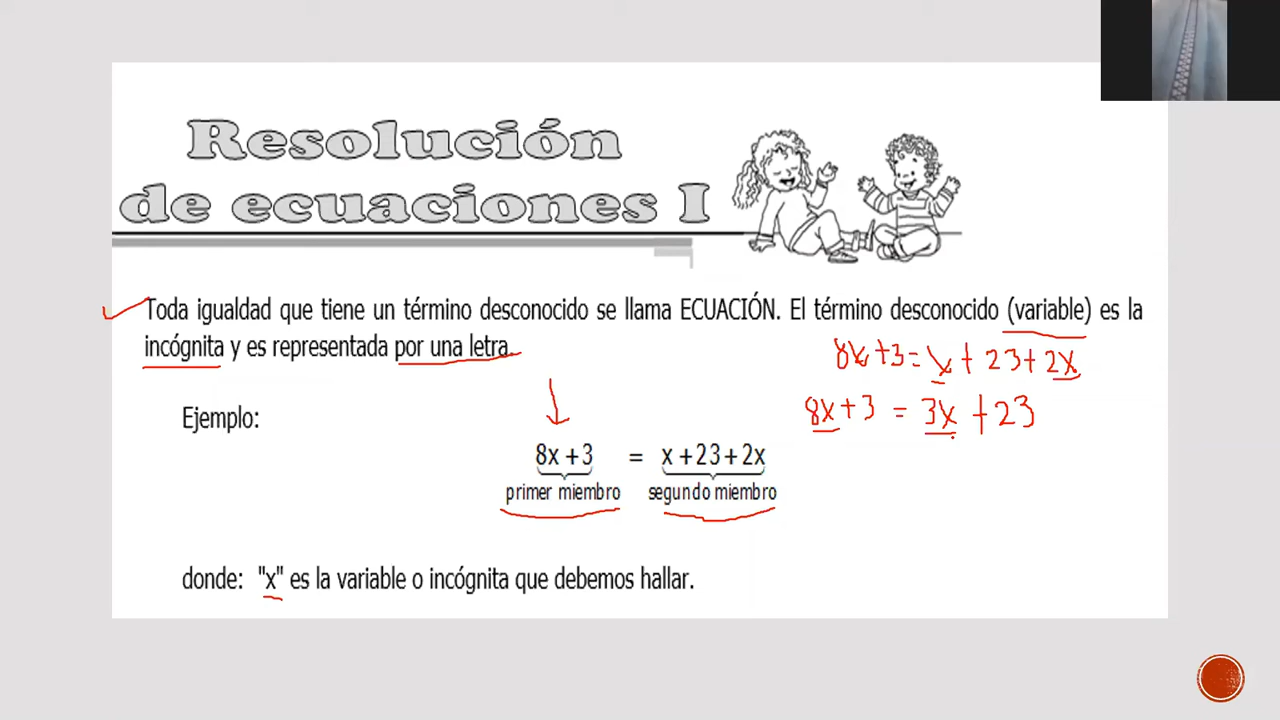 Resolución
de ecuaciones I
Toda igualdad que tiene un término desconocido se llama ECUACIÓN. El término desconocido (variable) es la
incógnita y es representada por una letra.
8x+3=x+23+2x
Ejemplo:
8x+3 = 3x +23
8x +3 = x +23+2x
primer miembro segundo miembro
donde: "x" es la variable o incógnita que debemos hallar.